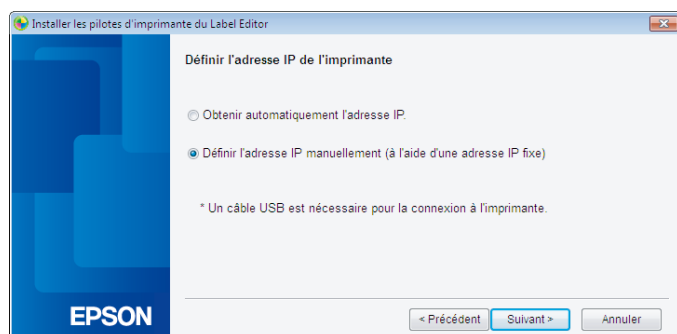 Installer les pilotes d'imprimante du Label Editor
Définir l'adresse IP de l'imprimante
Obtenir automatiquement l'adresse IP.
Définir l'adresse IP manuellement (à l'aide d'une adresse IP fixe)
* Un câble USB est nécessaire pour la connexion à l'imprimante.
EPSON
< Précédent Suivant > Annuler